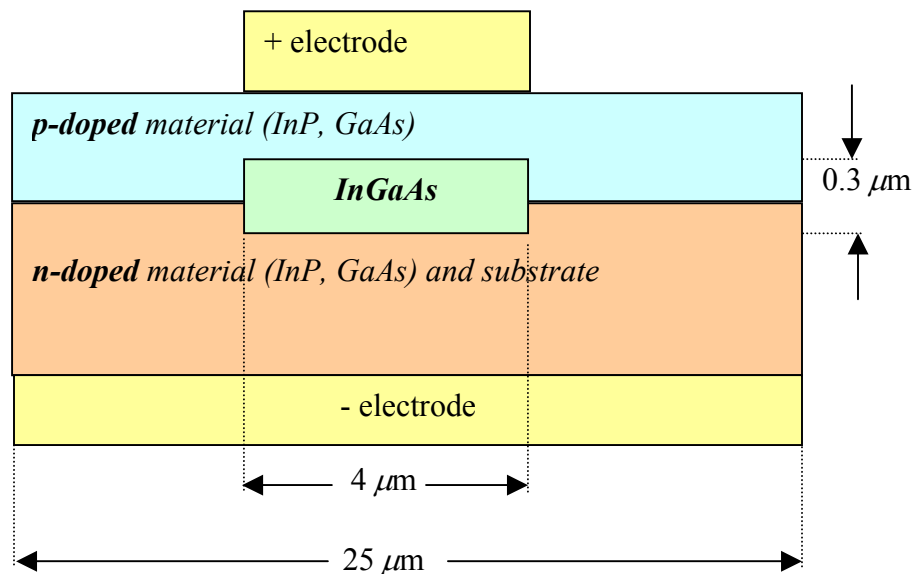 + electrode
p-doped material (InP, GaAs)
0.3 μm
InGaAs
n-doped material (InP, GaAs) and substrate
- electrode
4 μm
25 μm